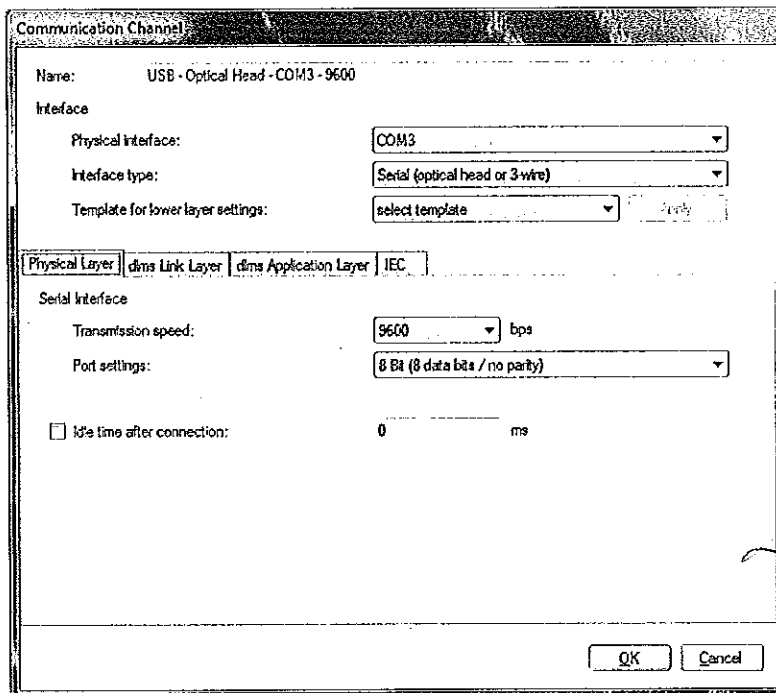 Communication Channel
Name: USB - Optical Head - COM3 - 9600
Interface
Physical interface: COM3
Interface type: Serial (optical head or 3-wire)
Template for lower layer settings: select template Apply
Physical Layer dlms Link Layer dlms Application Layer IEC
Serial Interface
Transmission speed: 9600 bps
Port settings: 8 Bit (8 data bits / no parity)
Idle time after connection: 0 ms
OK Cancel